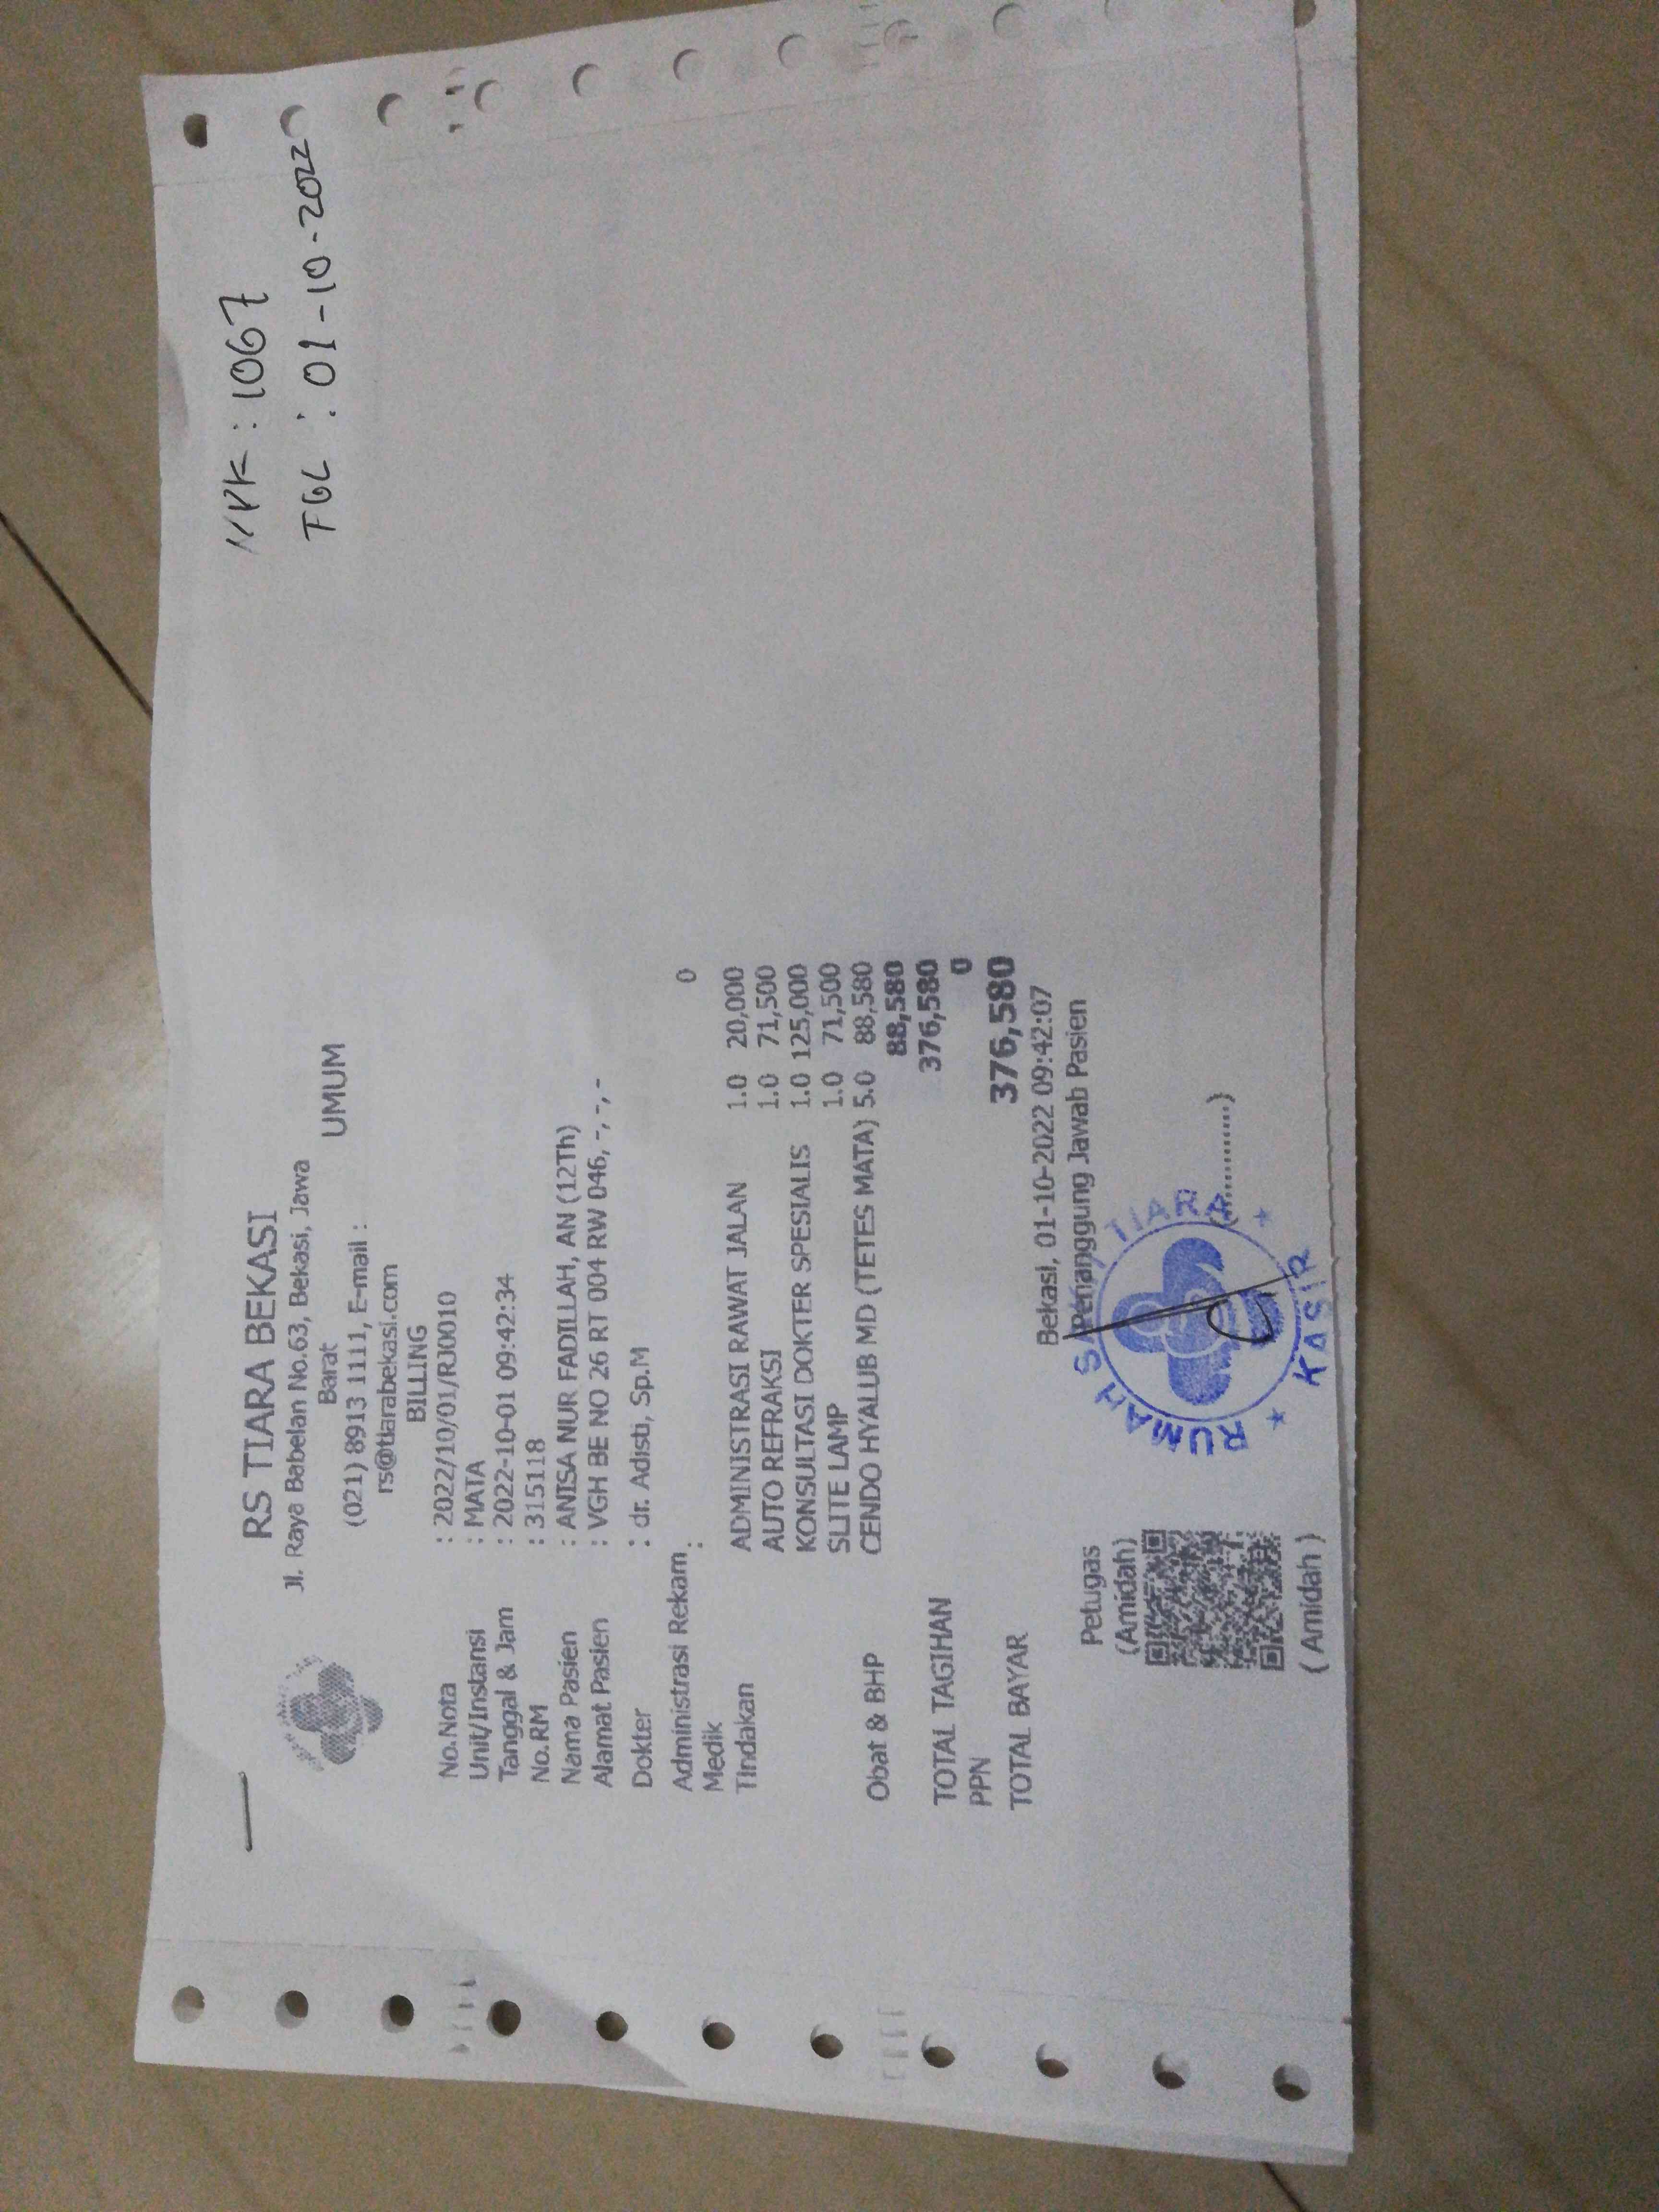 NPK : 1067
TGL : 01-10-2022
RS TIARA BEKASI
Jl. Raya Babelan No.63, Bekasi, Jawa
Barat
UMUM
(021) 8913 1111, E-mail :
rs@tiarabekasi.com
BILLING
No.Nota : 2022/10/01/RJ0010
Unit/Instansi : MATA
Tanggal & Jam : 2022-10-01 09:42:34
No.RM : 315118
Nama Pasien : ANISA NUR FADILLAH, AN (12Th)
Alamat Pasien : VGH BE NO 26 RT 004 RW 046, -, -, -
Dokter : dr. Adisti, Sp.M
Administrasi Rekam : 0
Medik
Tindakan ADMINISTRASI RAWAT JALAN 1.0 20,000
AUTO REFRAKSI 1.0 71,500
KONSULTASI DOKTER SPESIALIS 1.0 125,000
SLITE LAMP 1.0 71,500
Obat & BHP CENDO HYALUB MD (TETES MATA) 5.0 88,580
88,580
TOTAL TAGIHAN 376,580
PPN 0
TOTAL BAYAR 376,580
Bekasi, 01-10-2022 09:42:07
Petugas Penanggung Jawab Pasien
(Amidah)
RUMAH SAKIT TIARA
KASIR
( Amidah ) (............)